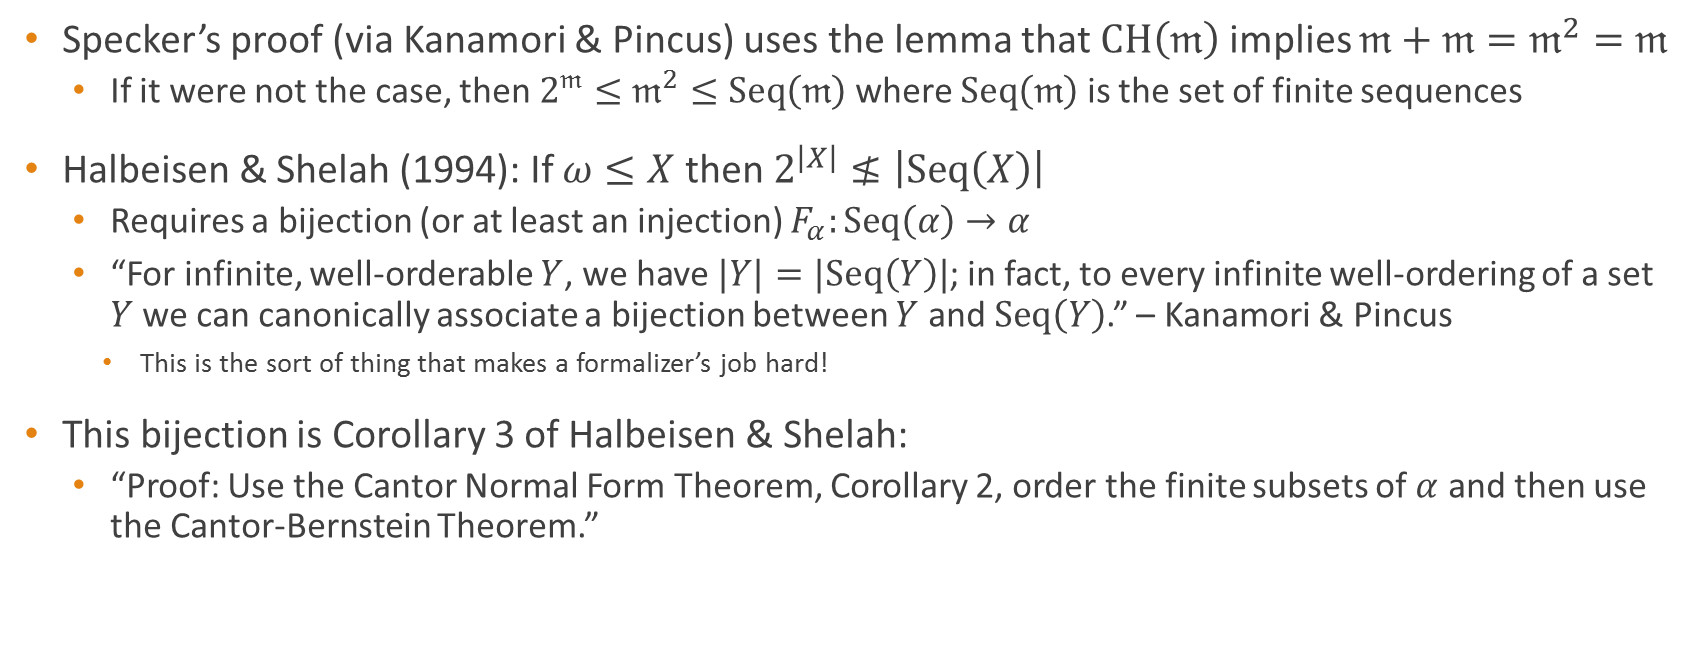 • Specker’s proof (via Kanamori & Pincus) uses the lemma that CH(𝔪) implies 𝔪 + 𝔪 = 𝔪² = 𝔪
• If it were not the case, then 2^𝔪 ≤ 𝔪² ≤ Seq(𝔪) where Seq(𝔪) is the set of finite sequences
• Halbeisen & Shelah (1994): If ω ≤ X then 2^|X| ≰ |Seq(X)|
• Requires a bijection (or at least an injection) F_α: Seq(α) → α
• “For infinite, well-orderable Y, we have |Y| = |Seq(Y)|; in fact, to every infinite well-ordering of a set
Y we can canonically associate a bijection between Y and Seq(Y).” – Kanamori & Pincus
• This is the sort of thing that makes a formalizer’s job hard!
• This bijection is Corollary 3 of Halbeisen & Shelah:
• “Proof: Use the Cantor Normal Form Theorem, Corollary 2, order the finite subsets of α and then use
the Cantor-Bernstein Theorem.”